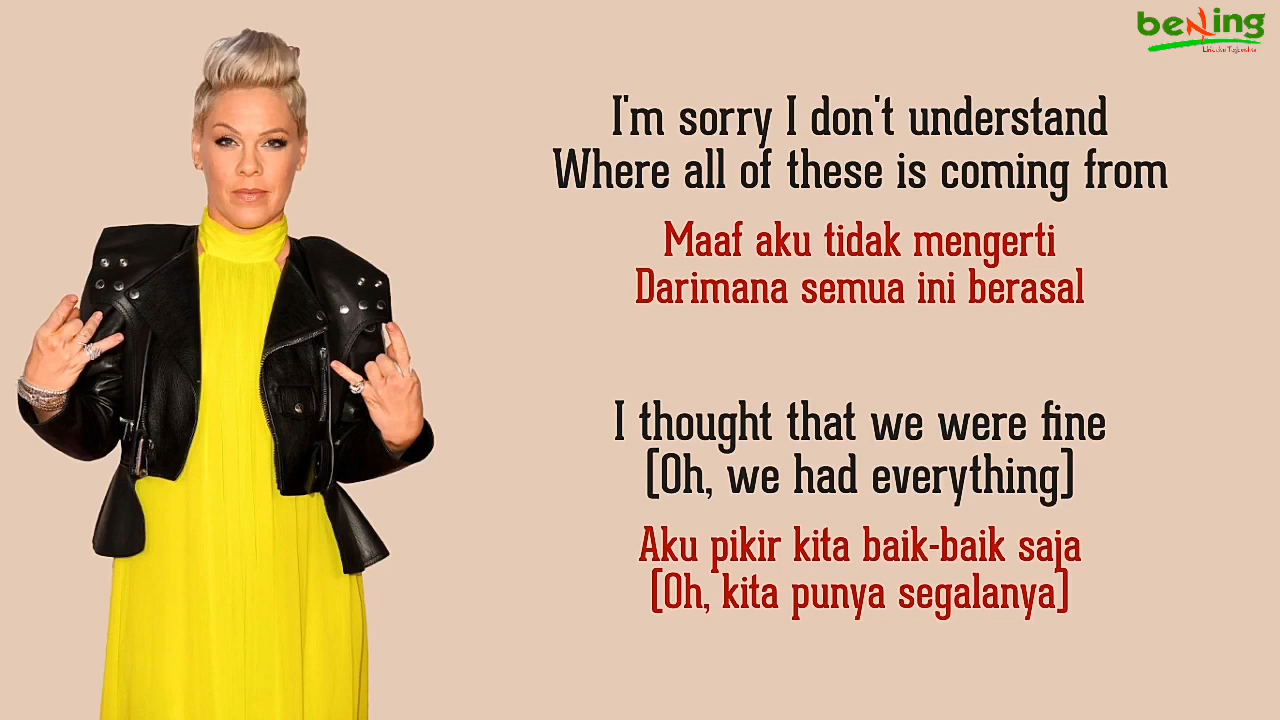 beNing
I'm sorry I don't understand
Where all of these is coming from
Maaf aku tidak mengerti
Darimana semua ini berasal
I thought that we were fine
(Oh, we had everything)
Aku pikir kita baik-baik saja
(Oh, kita punya segalanya)